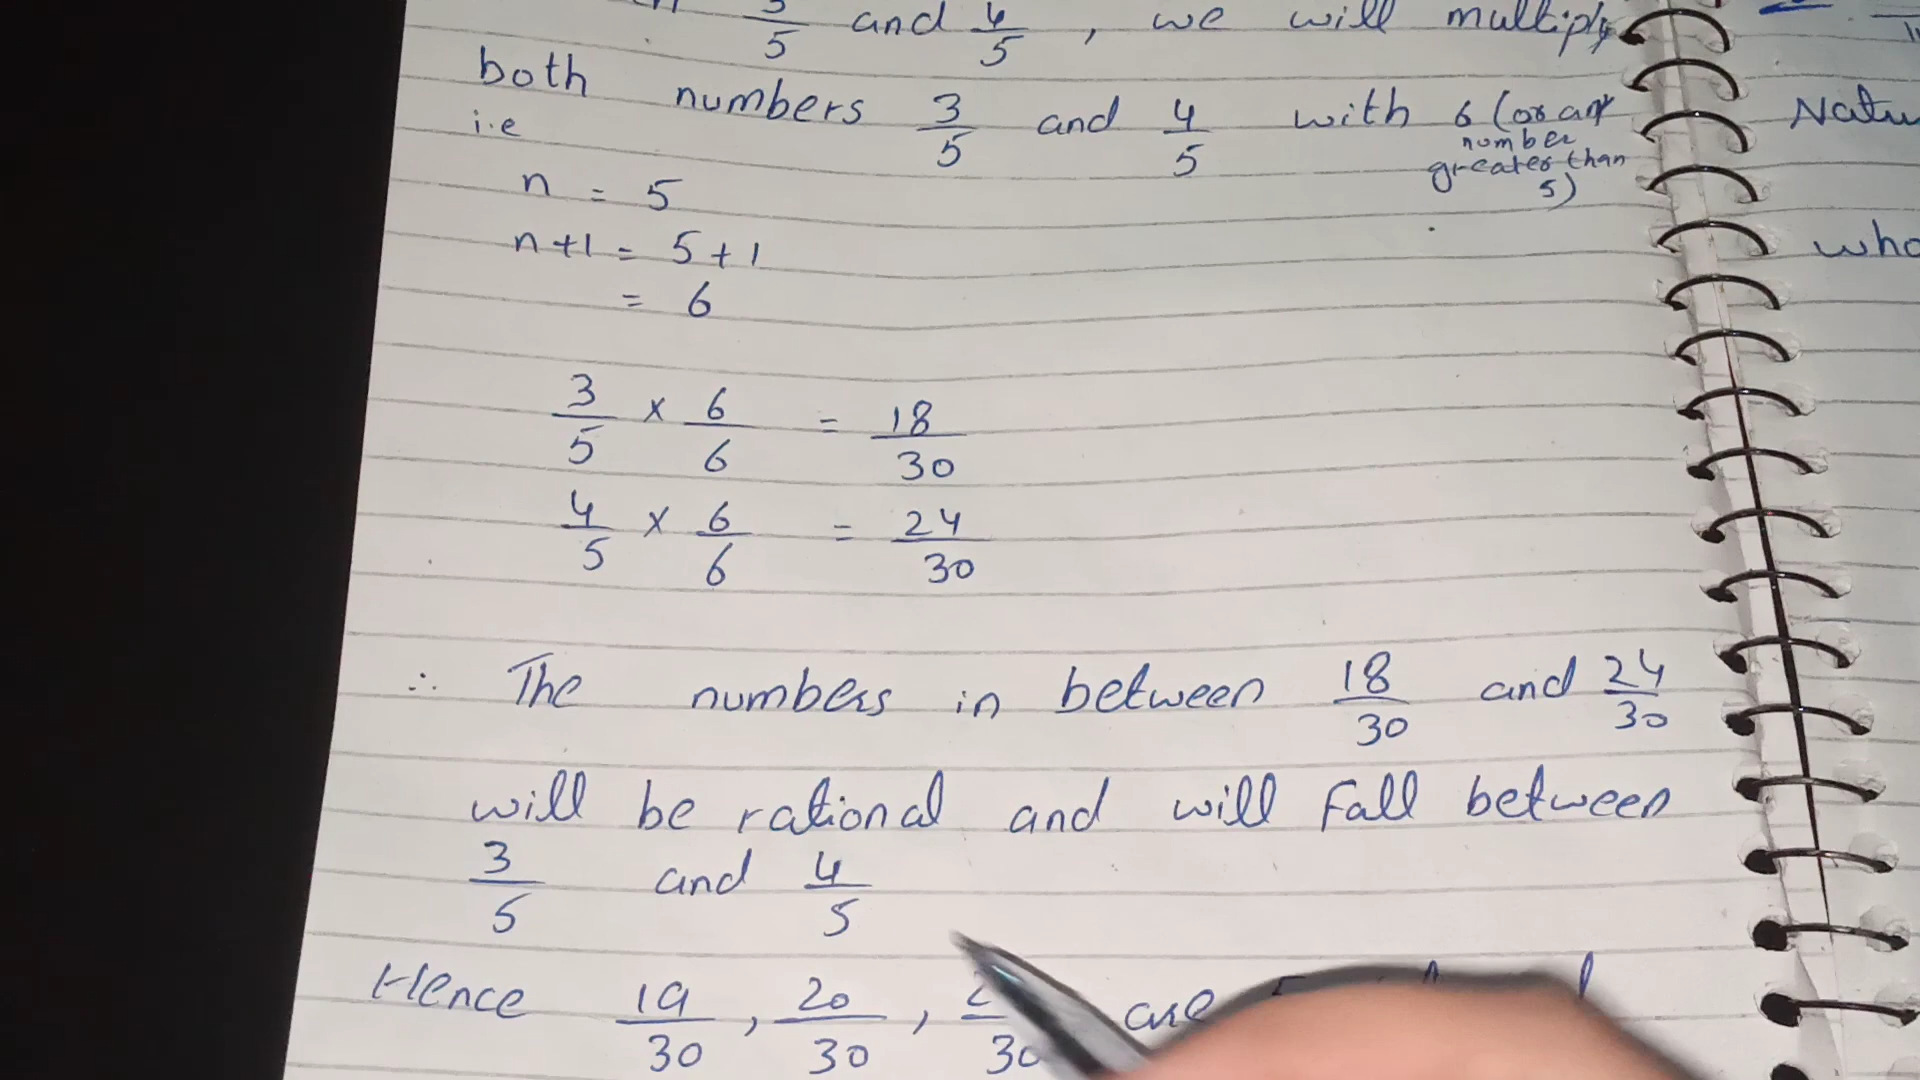 3/5 and 4/5 , we will multiply
both numbers 3/5 and 4/5 with 6 (or any
number
greater than
5)
i.e
n = 5
n+1 = 5+1
= 6
3/5 × 6/6 = 18/30
4/5 × 6/6 = 24/30
∴ The numbers in between 18/30 and 24/30
will be rational and will fall between
3/5 and 4/5
Hence 19/30 , 20/30 , are